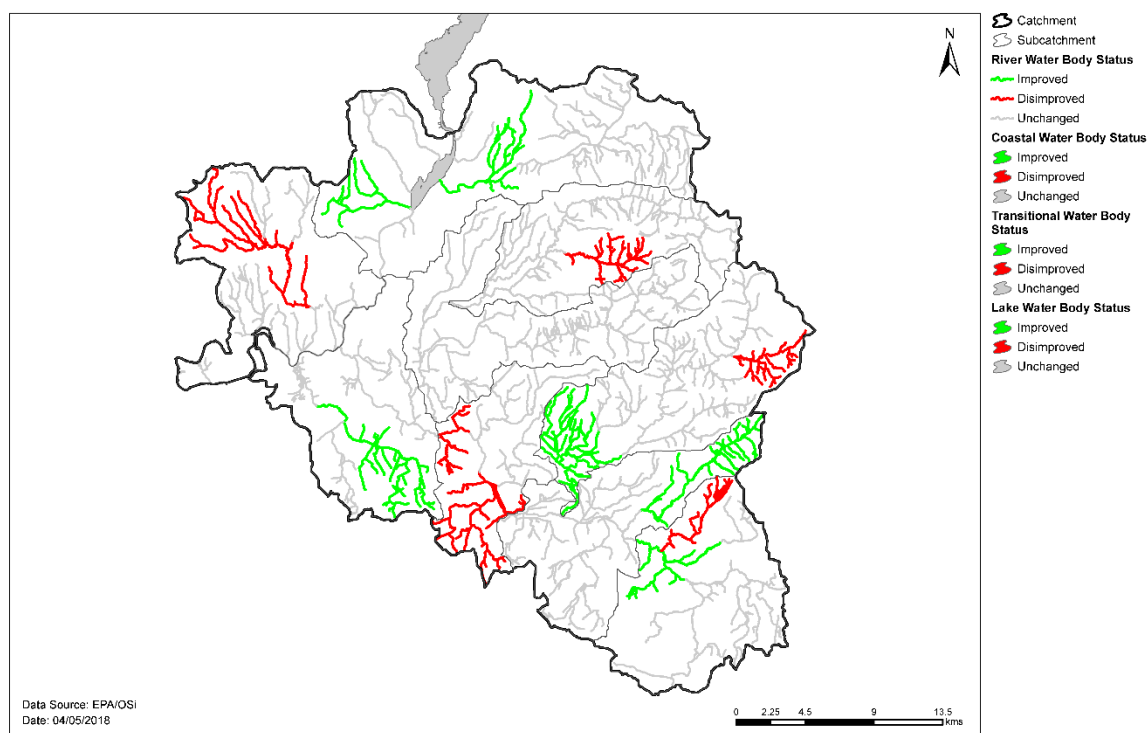 N
Catchment
Subcatchment
River Water Body Status
Improved
Disimproved
Unchanged
Coastal Water Body Status
Improved
Disimproved
Unchanged
Transitional Water Body
Status
Improved
Disimproved
Unchanged
Lake Water Body Status
Improved
Disimproved
Unchanged
Data Source: EPA/OSi
Date: 04/05/2018
0 2.25 4.5 9 13.5
kms